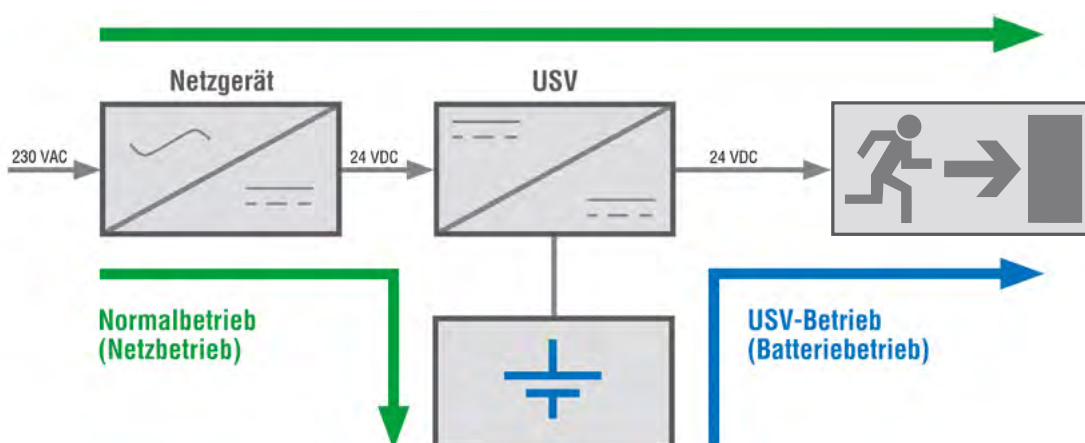 Netzgerät
USV
230 VAC
24 VDC
24 VDC
Normalbetrieb
(Netzbetrieb)
USV-Betrieb
(Batteriebetrieb)